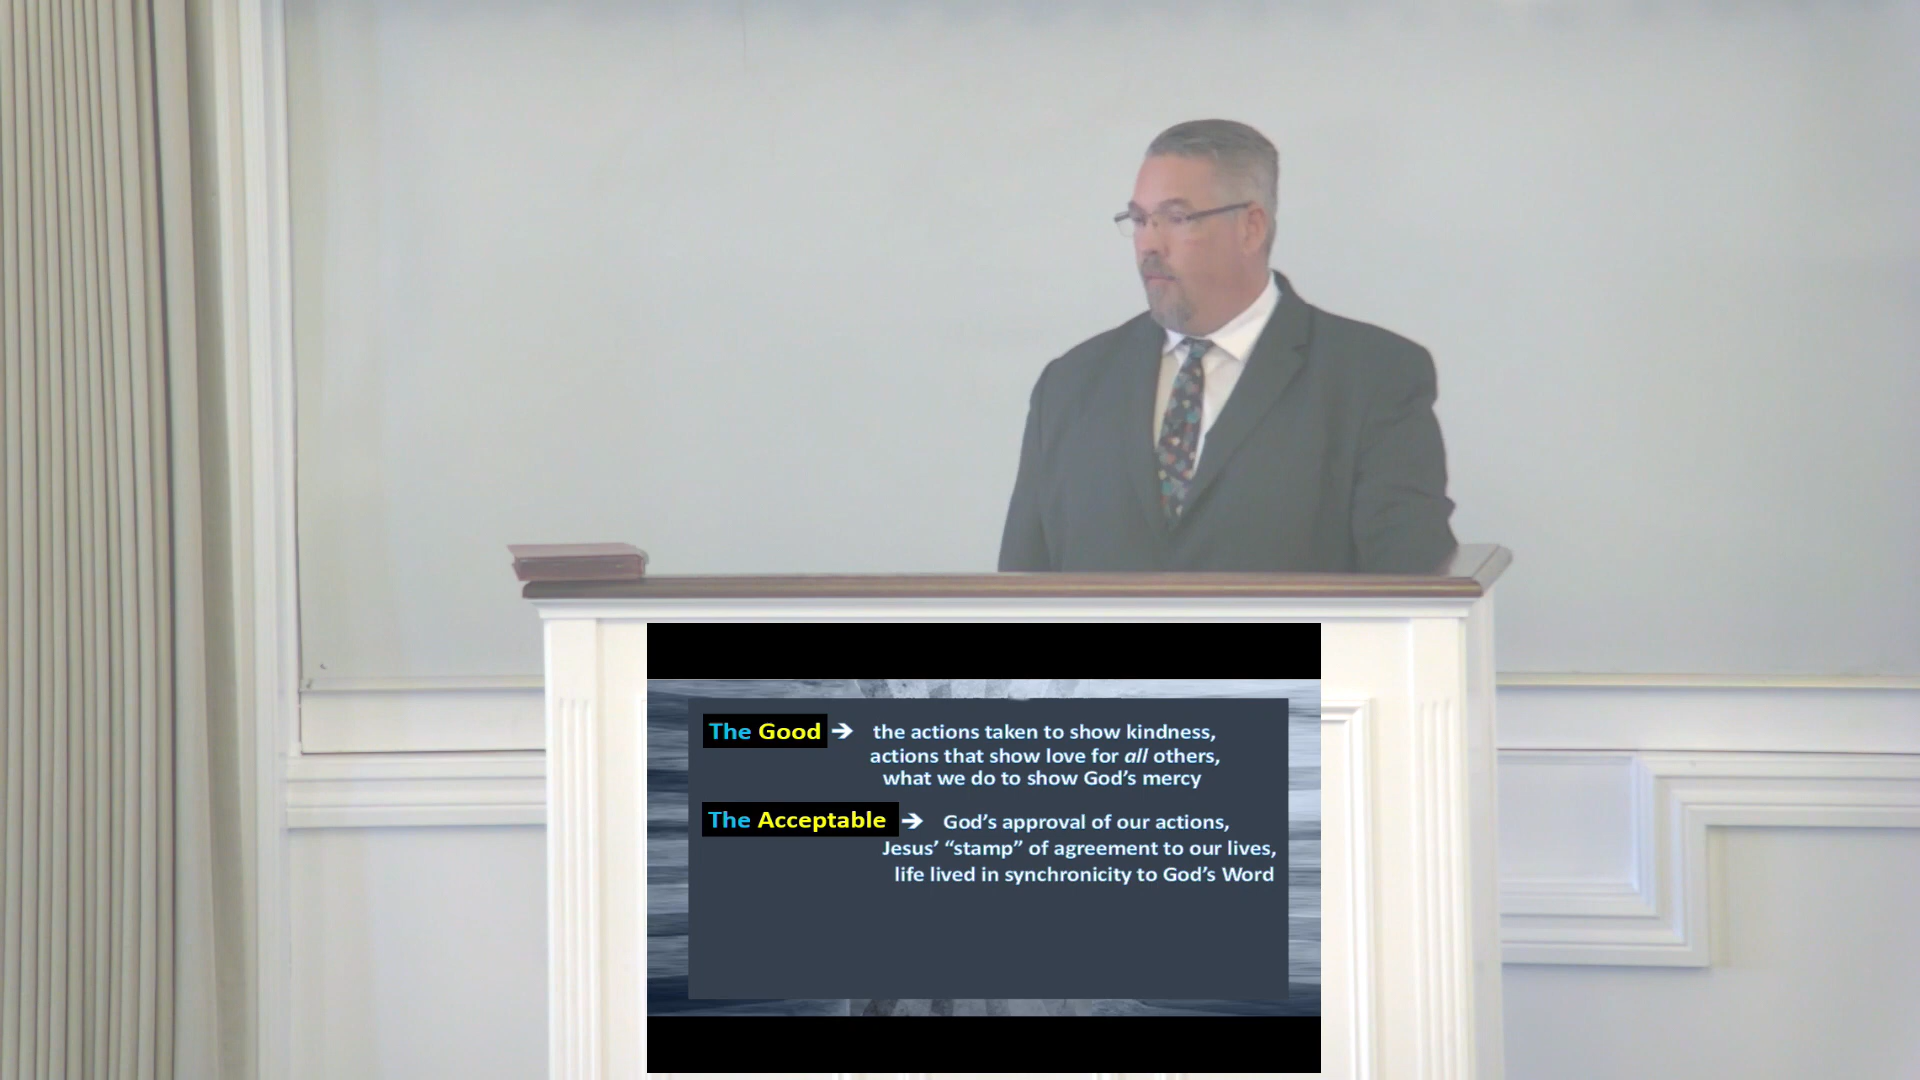 The Good → the actions taken to show kindness,
actions that show love for all others,
what we do to show God's mercy
The Acceptable → God's approval of our actions,
Jesus' “stamp” of agreement to our lives,
life lived in synchronicity to God's Word